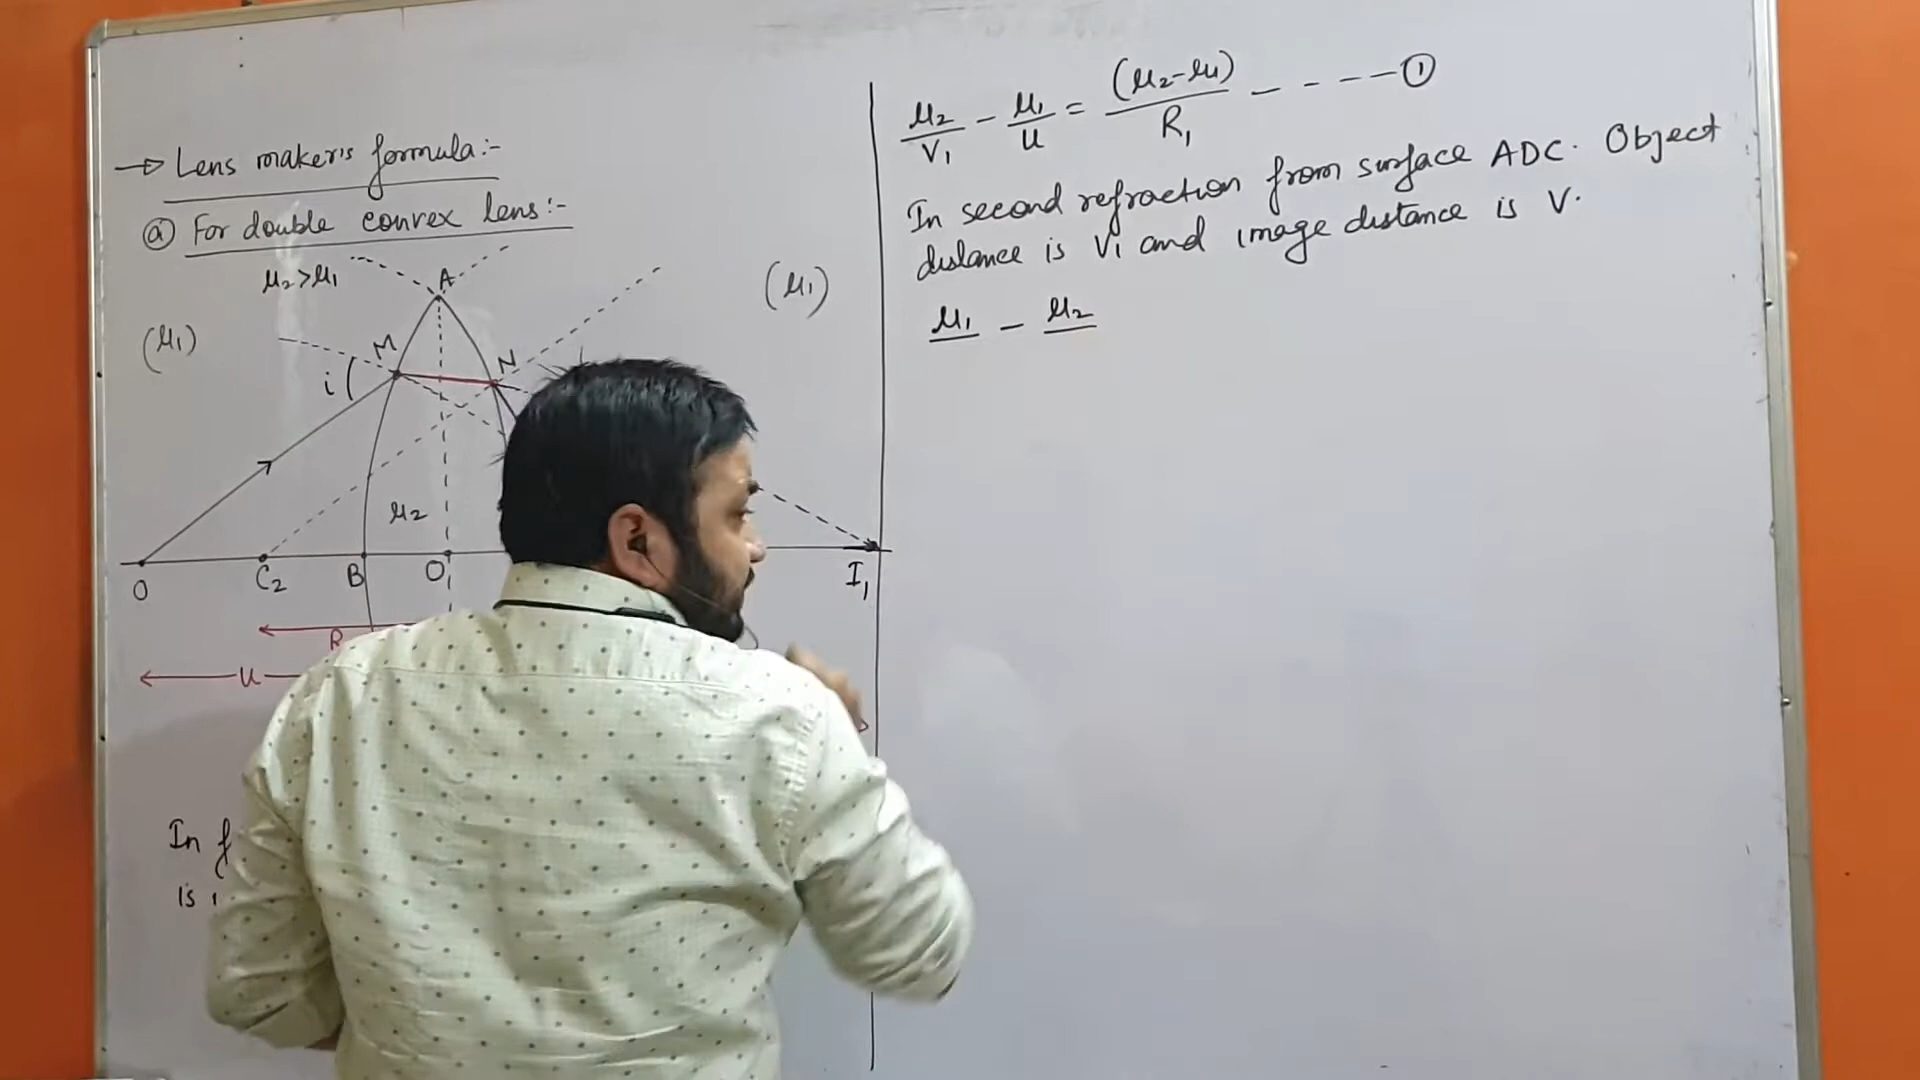 → Lens maker's formula:-
ⓐ For double convex lens:-
μ₂>μ₁
A
(μ₁)
(μ₁)
M
N
i
μ₂
O
C₂
B
O'
I₁
R
u
In f
is
μ₂/V₁ - μ₁/u = (μ₂-μ₁)/R₁ - - - - - ①
In second refraction from surface ADC. Object
distance is V₁ and image distance is V.
μ₁ - μ₂